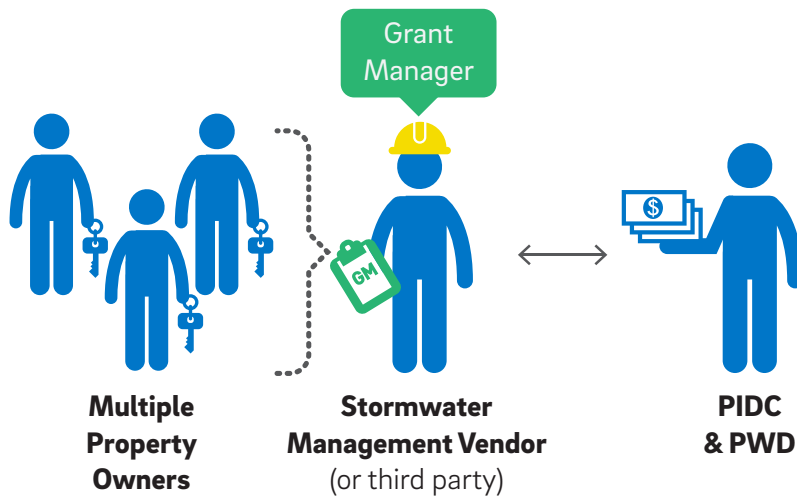 Grant
Manager
GM
$
Multiple
Property
Owners
Stormwater
Management Vendor
(or third party)
PIDC
& PWD